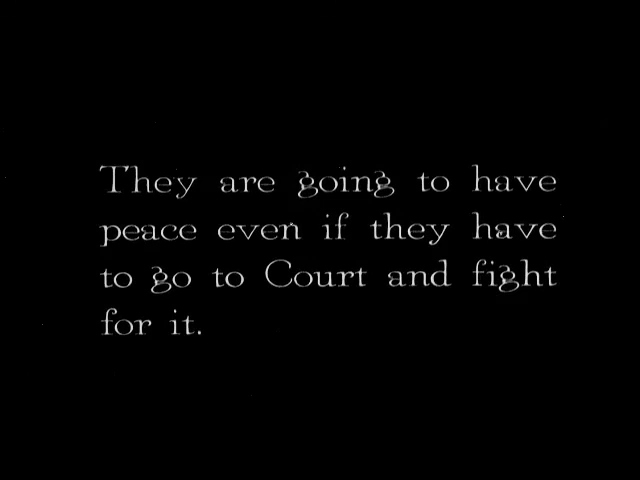 They are going to have
peace even if they have
to go to Court and fight
for it.